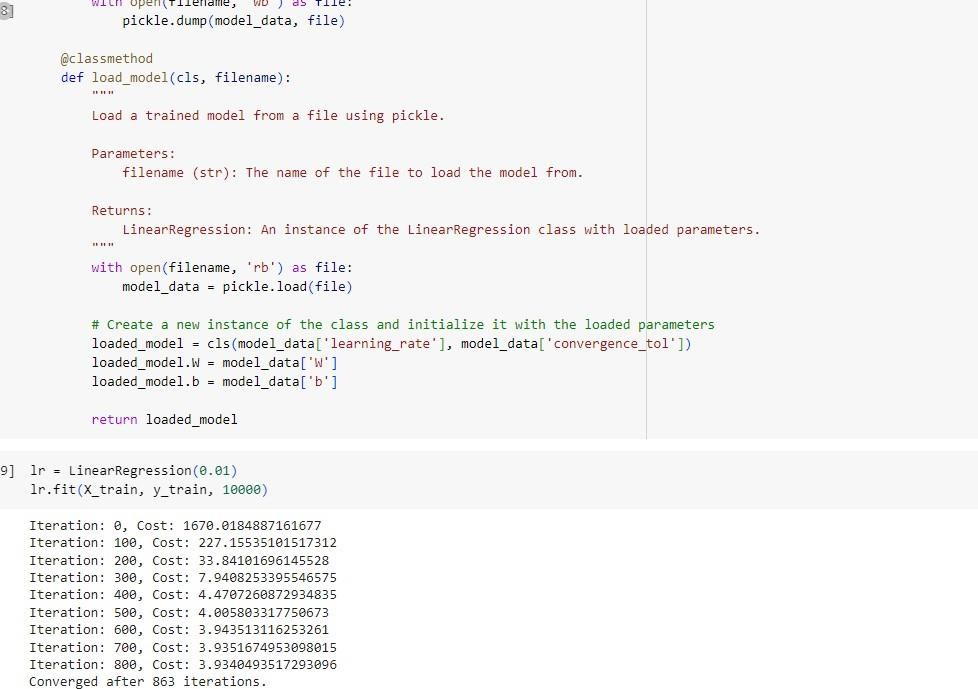 8]
with open(filename, 'wb') as file:
pickle.dump(model_data, file)
@classmethod
def load_model(cls, filename):
"""
Load a trained model from a file using pickle.
Parameters:
filename (str): The name of the file to load the model from.
Returns:
LinearRegression: An instance of the LinearRegression class with loaded parameters.
"""
with open(filename, 'rb') as file:
model_data = pickle.load(file)
# Create a new instance of the class and initialize it with the loaded parameters
loaded_model = cls(model_data['learning_rate'], model_data['convergence_tol'])
loaded_model.W = model_data['W']
loaded_model.b = model_data['b']
return loaded_model
9] lr = LinearRegression(0.01)
lr.fit(X_train, y_train, 10000)
Iteration: 0, Cost: 1670.0184887161677
Iteration: 100, Cost: 227.15535101517312
Iteration: 200, Cost: 33.84101696145528
Iteration: 300, Cost: 7.9408253395546575
Iteration: 400, Cost: 4.4707260872934835
Iteration: 500, Cost: 4.005803317750673
Iteration: 600, Cost: 3.943513116253261
Iteration: 700, Cost: 3.9351674953098015
Iteration: 800, Cost: 3.9340493517293096
Converged after 863 iterations.